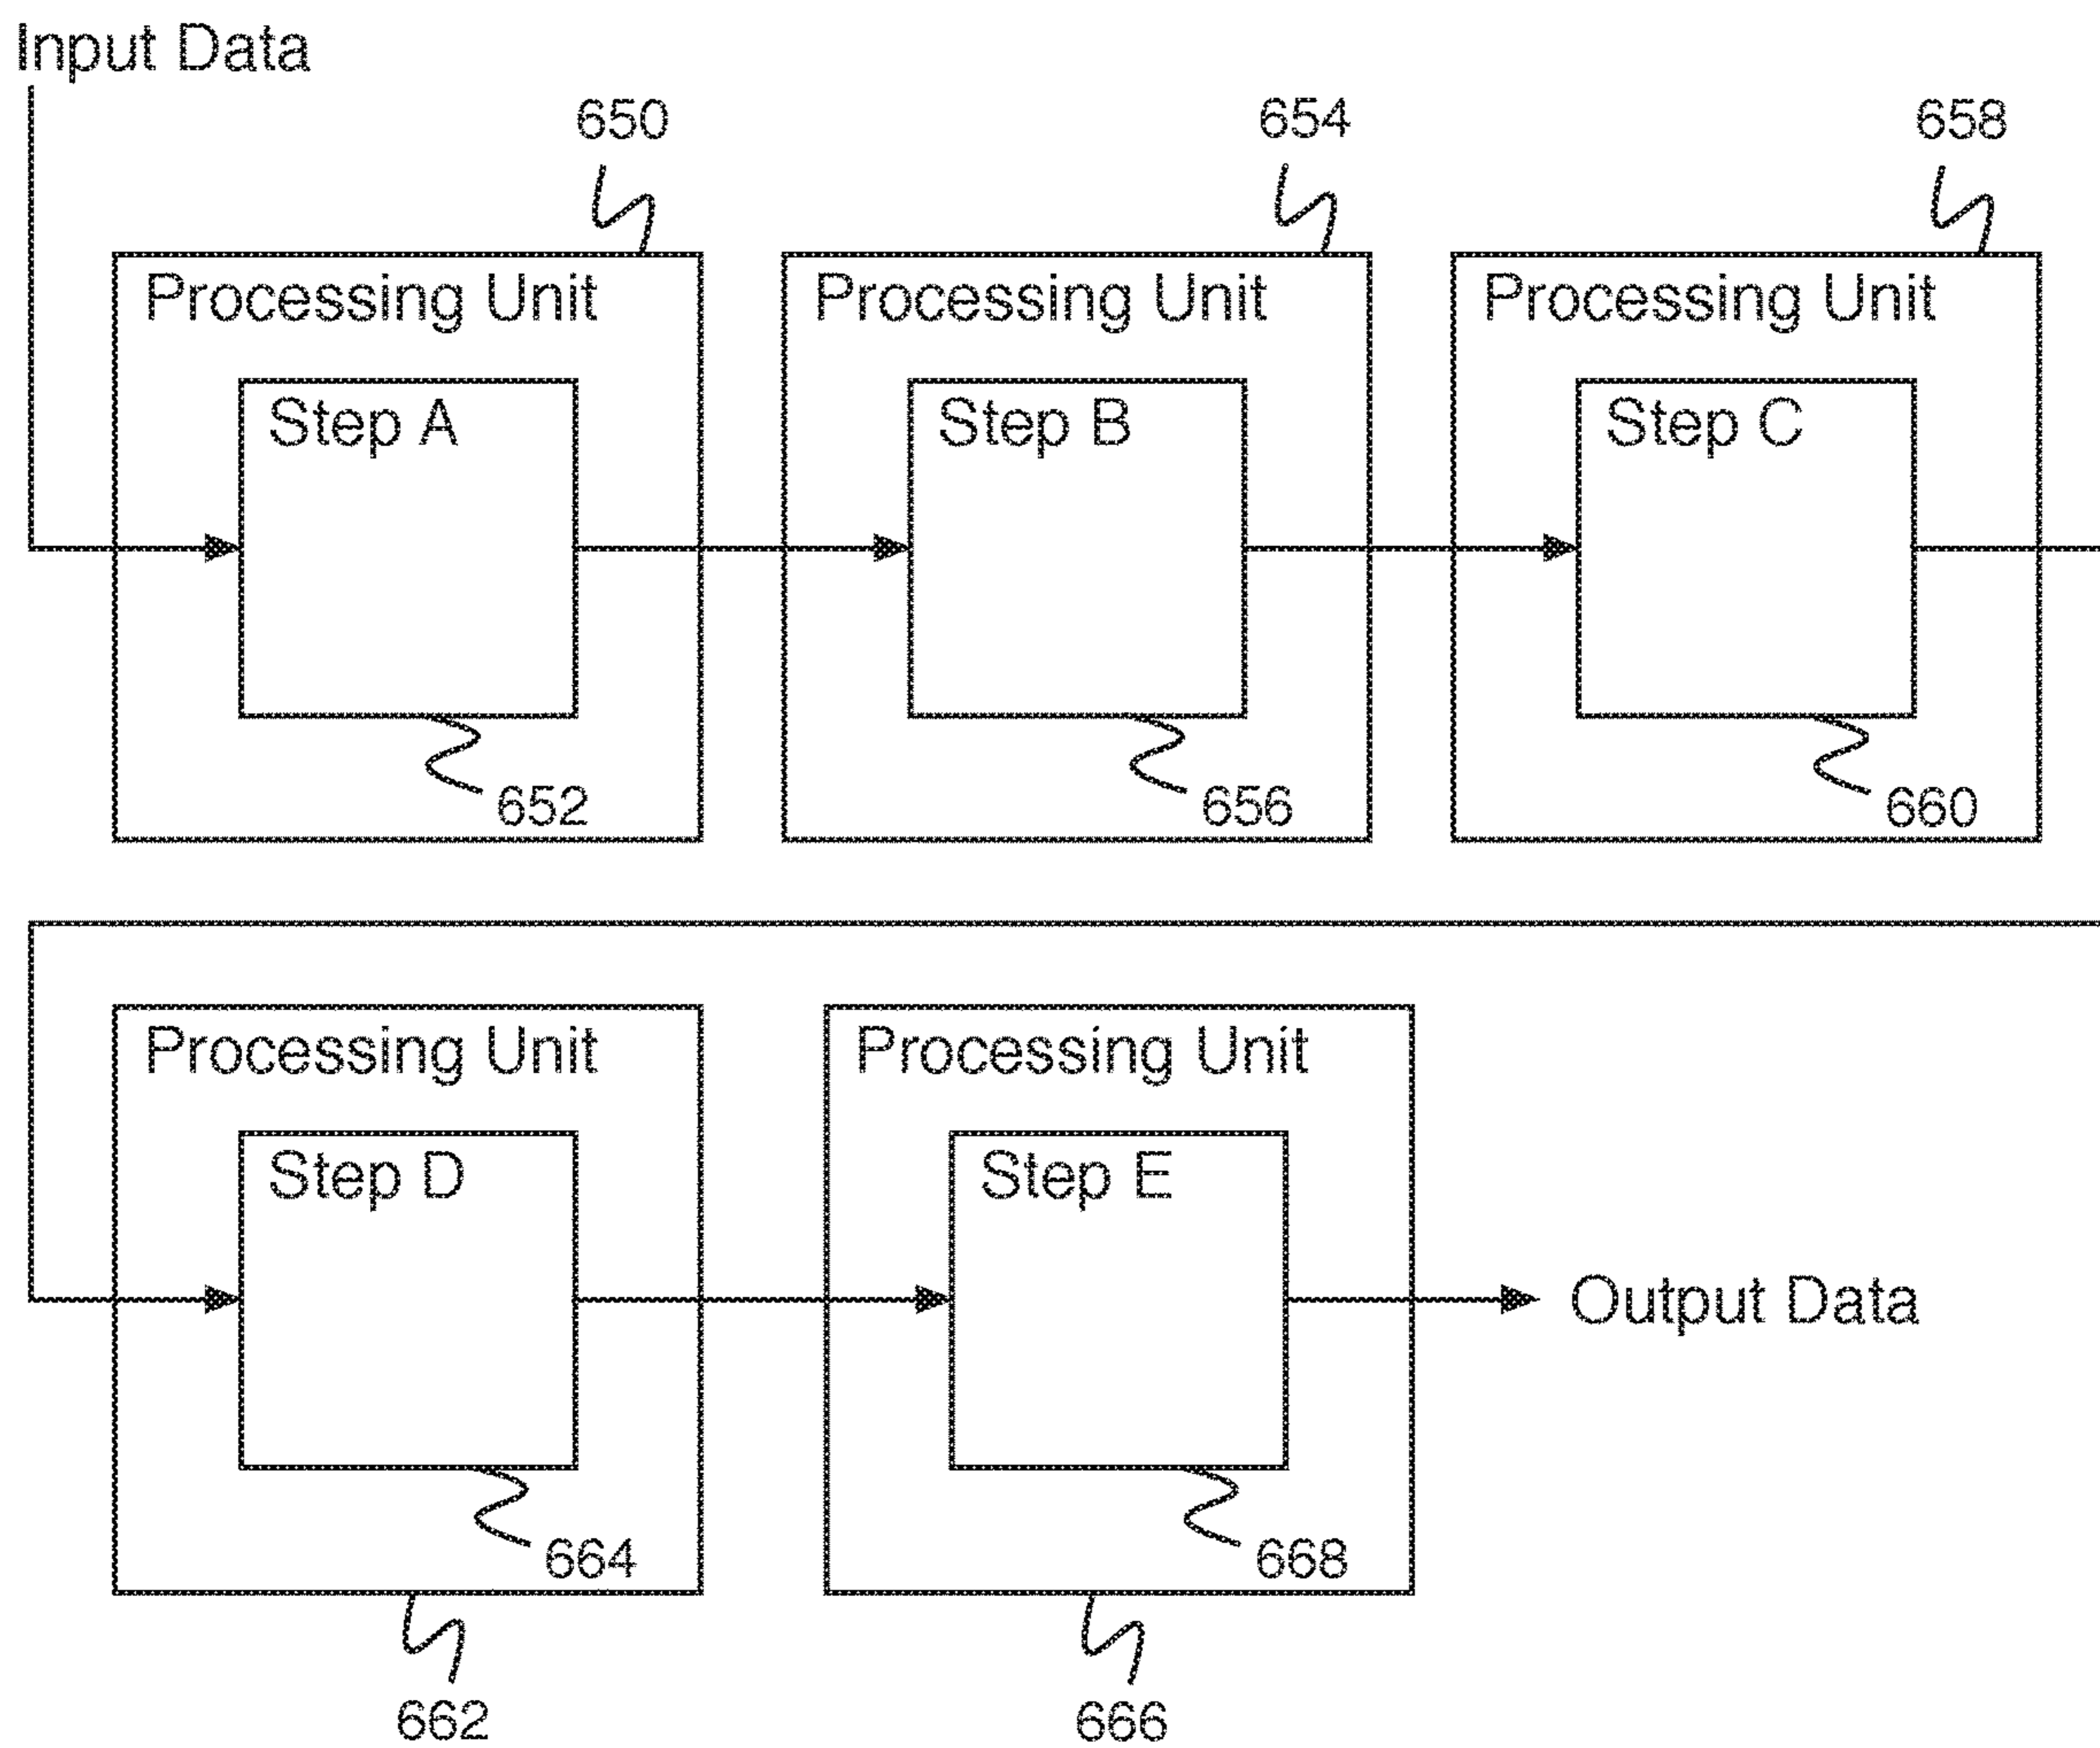 Input Data
650
654
658
Processing Unit
Processing Unit
Processing Unit
Step A
Step B
Step C
652
656
660
Processing Unit
Processing Unit
Step D
Step E
Output Data
664
668
662
666